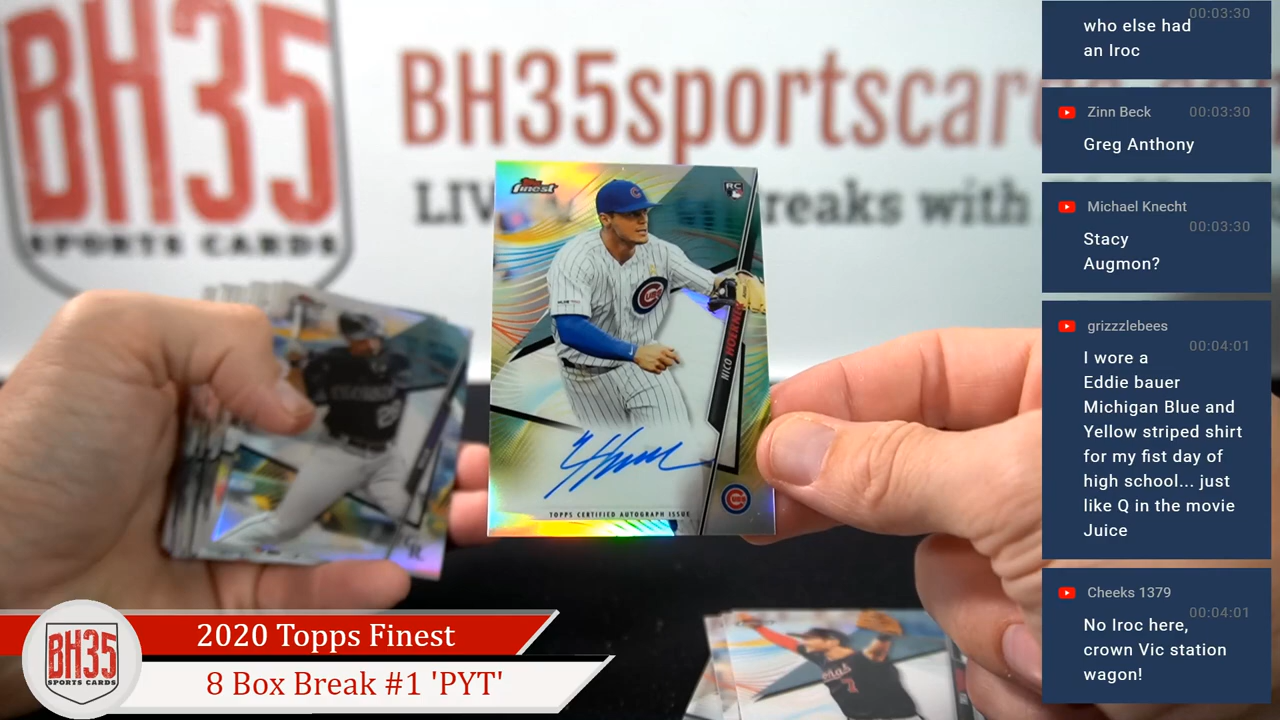 BH35
SPORTS CARDS
BH35sportscar
LIV
reaks with
Topps
finest
RC
NICO HOERNER
TOPPS CERTIFIED AUTOGRAPH ISSUE
2020 Topps Finest
8 Box Break #1 'PYT'
BH35
SPORTS CARDS
00:03:30
who else had
an Iroc
Zinn Beck
00:03:30
Greg Anthony
Michael Knecht
00:03:30
Stacy
Augmon?
grizzzlebees
00:04:01
I wore a
Eddie bauer
Michigan Blue and
Yellow striped shirt
for my fist day of
high school... just
like Q in the movie
Juice
Cheeks 1379
00:04:01
No Iroc here,
crown Vic station
wagon!